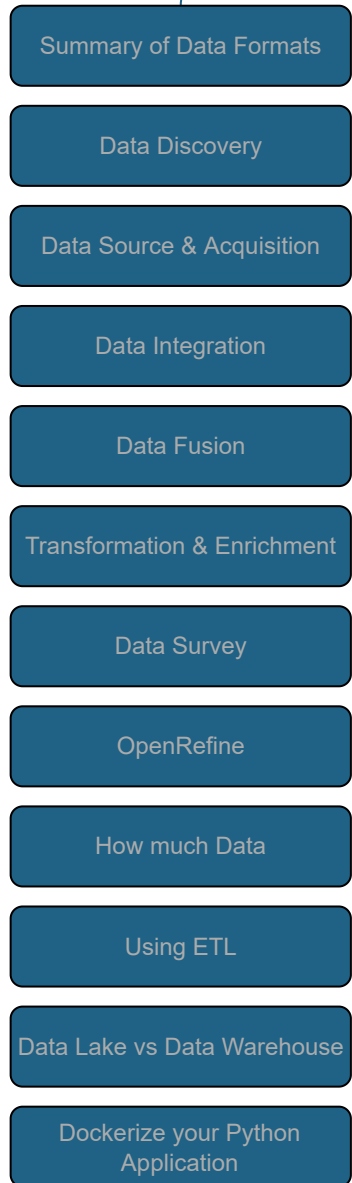 Summary of Data Formats
Data Discovery
Data Source & Acquisition
Data Integration
Data Fusion
Transformation & Enrichment
Data Survey
OpenRefine
How much Data
Using ETL
Data Lake vs Data Warehouse
Dockerize your Python
Application